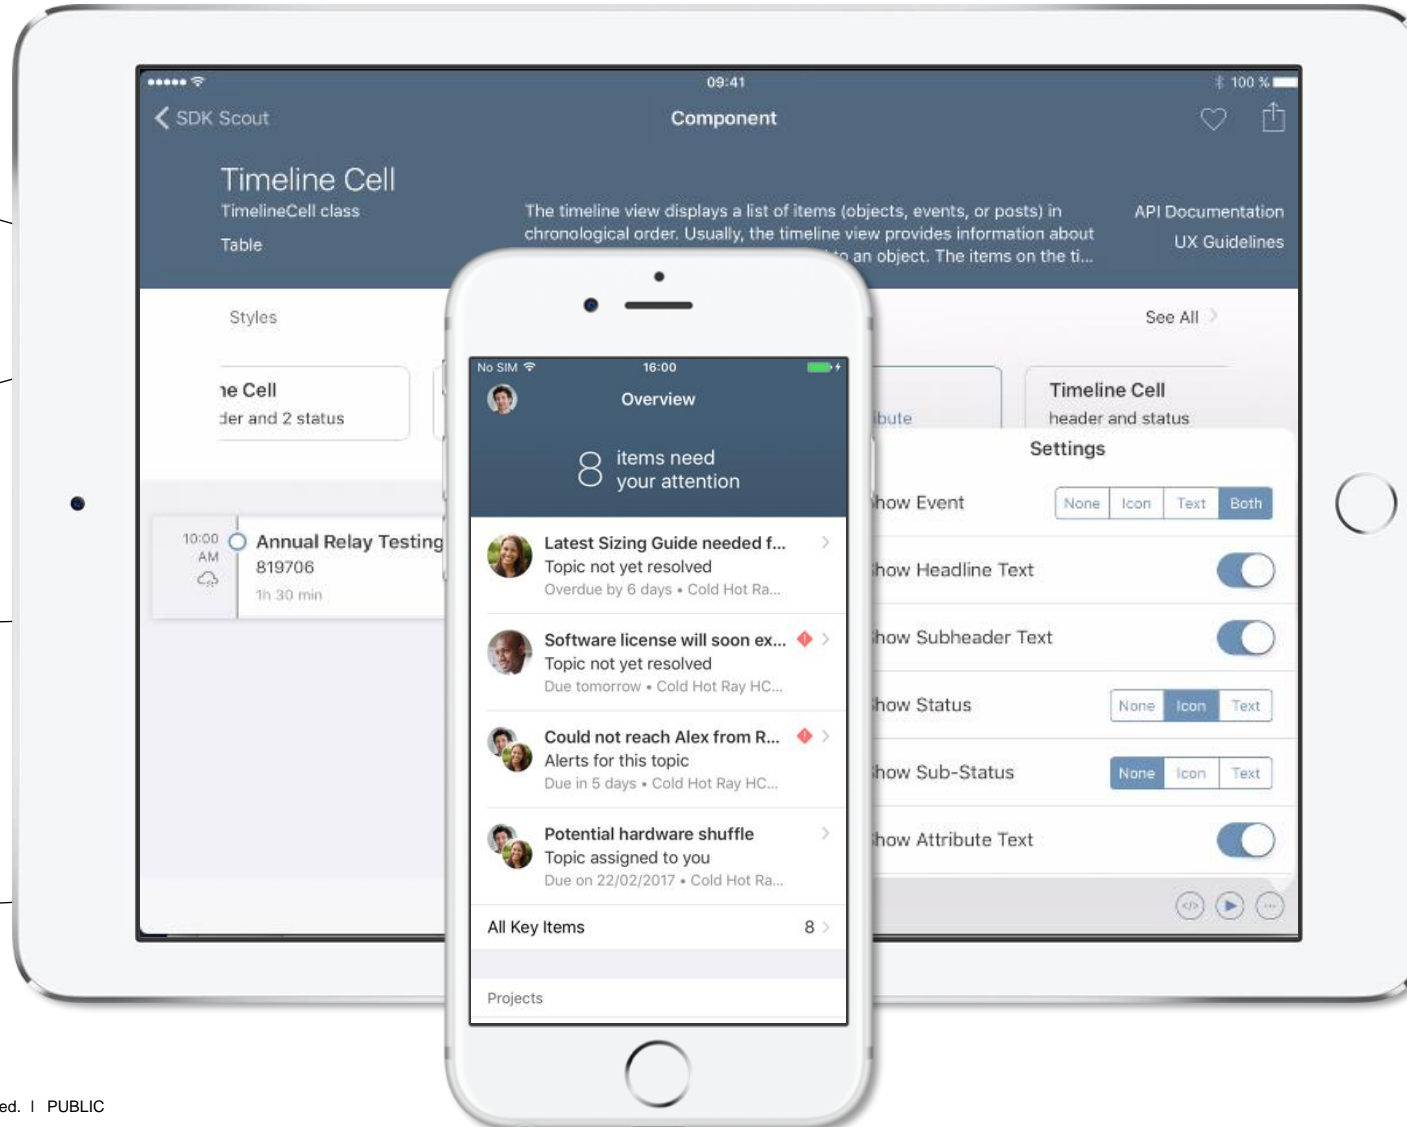 09:41
100 %
SDK Scout
Component
Timeline Cell
TimelineCell class
Table
The timeline view displays a list of items (objects, events, or posts) in
chronological order. Usually, the timeline view provides information about
to an object. The items on the ti...
API Documentation
UX Guidelines
Styles
See All
ne Cell
der and 2 status
ibute
Timeline Cell
header and status
10:00
AM
Annual Relay Testing
819706
1h 30 min
Settings
how Event
None Icon Text Both
how Headline Text
how Subheader Text
how Status
None Icon Text
how Sub-Status
None Icon Text
how Attribute Text
No SIM
16:00
Overview
8 items need
your attention
Latest Sizing Guide needed f...
Topic not yet resolved
Overdue by 6 days • Cold Hot Ra...
Software license will soon ex...
Topic not yet resolved
Due tomorrow • Cold Hot Ray HC...
Could not reach Alex from R...
Alerts for this topic
Due in 5 days • Cold Hot Ray HC...
Potential hardware shuffle
Topic assigned to you
Due on 22/02/2017 • Cold Hot Ra...
All Key Items 8
Projects
ed. I PUBLIC